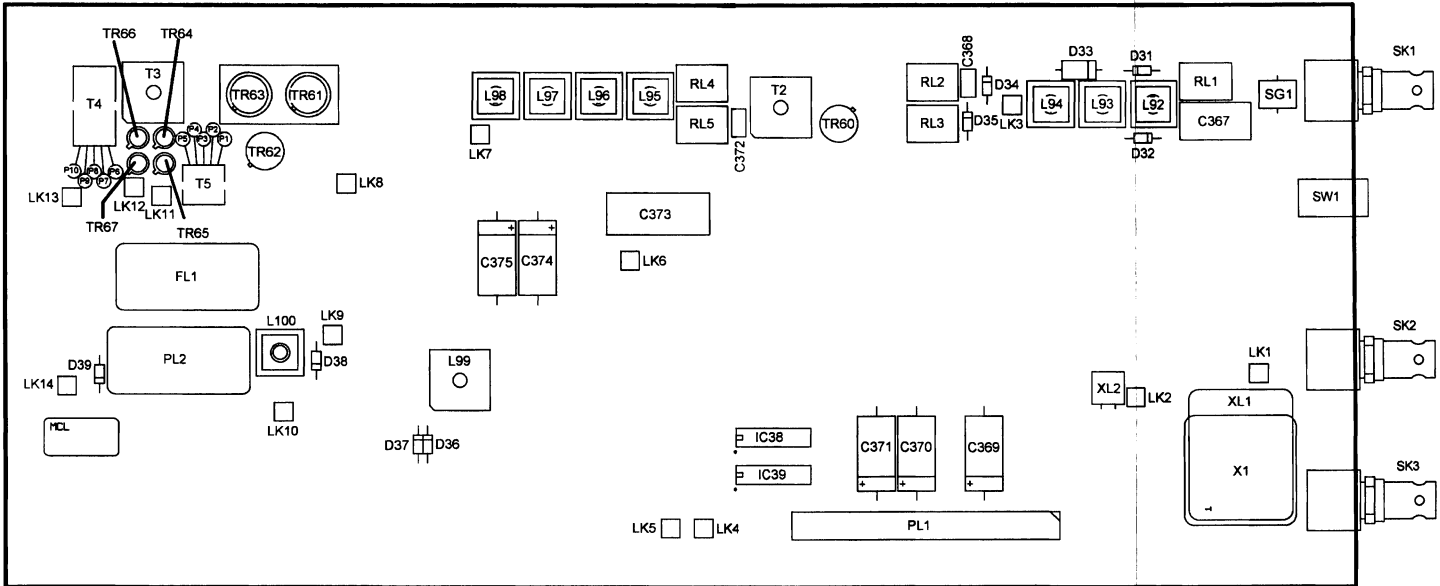 TR66 TR64
T3
T4
TR63 TR61
P4 P2
P5 P3 P1
TR62
P10 P8 P6
P9 P7
T5
LK13
LK12
LK11
TR67
TR65
LK8
L98 L97 L96 L95
RL4
RL5
LK7
C372
T2
TR60
RL2
C368
D34
RL3
D35
LK3
D33
D31
L94 L93 L92
D32
RL1
C367
SG1
SK1
SW1
C373
C375 C374
LK6
FL1
L100
LK9
PL2
D39
D38
LK14
LK10
MCL
L99
D37 D36
IC38
IC39
C371 C370 C369
LK5 LK4
PL1
XL2
LK2
LK1
XL1
X1
SK2
SK3